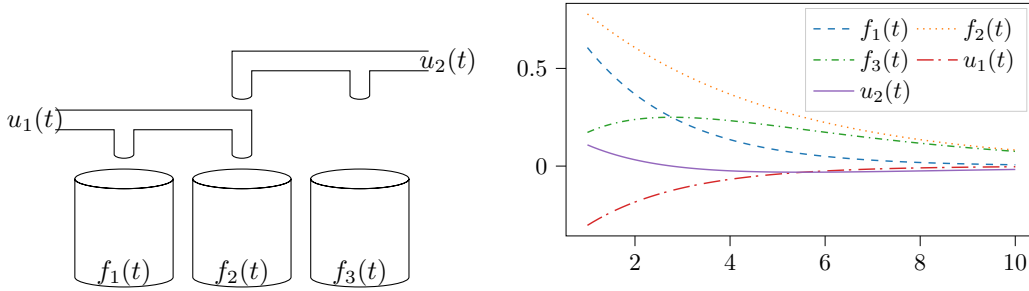 u₂(t)
u₁(t)
f₁(t) f₂(t) f₃(t)
f₁(t) f₂(t)
f₃(t) u₁(t)
u₂(t)
0.5
0
2 4 6 8 10